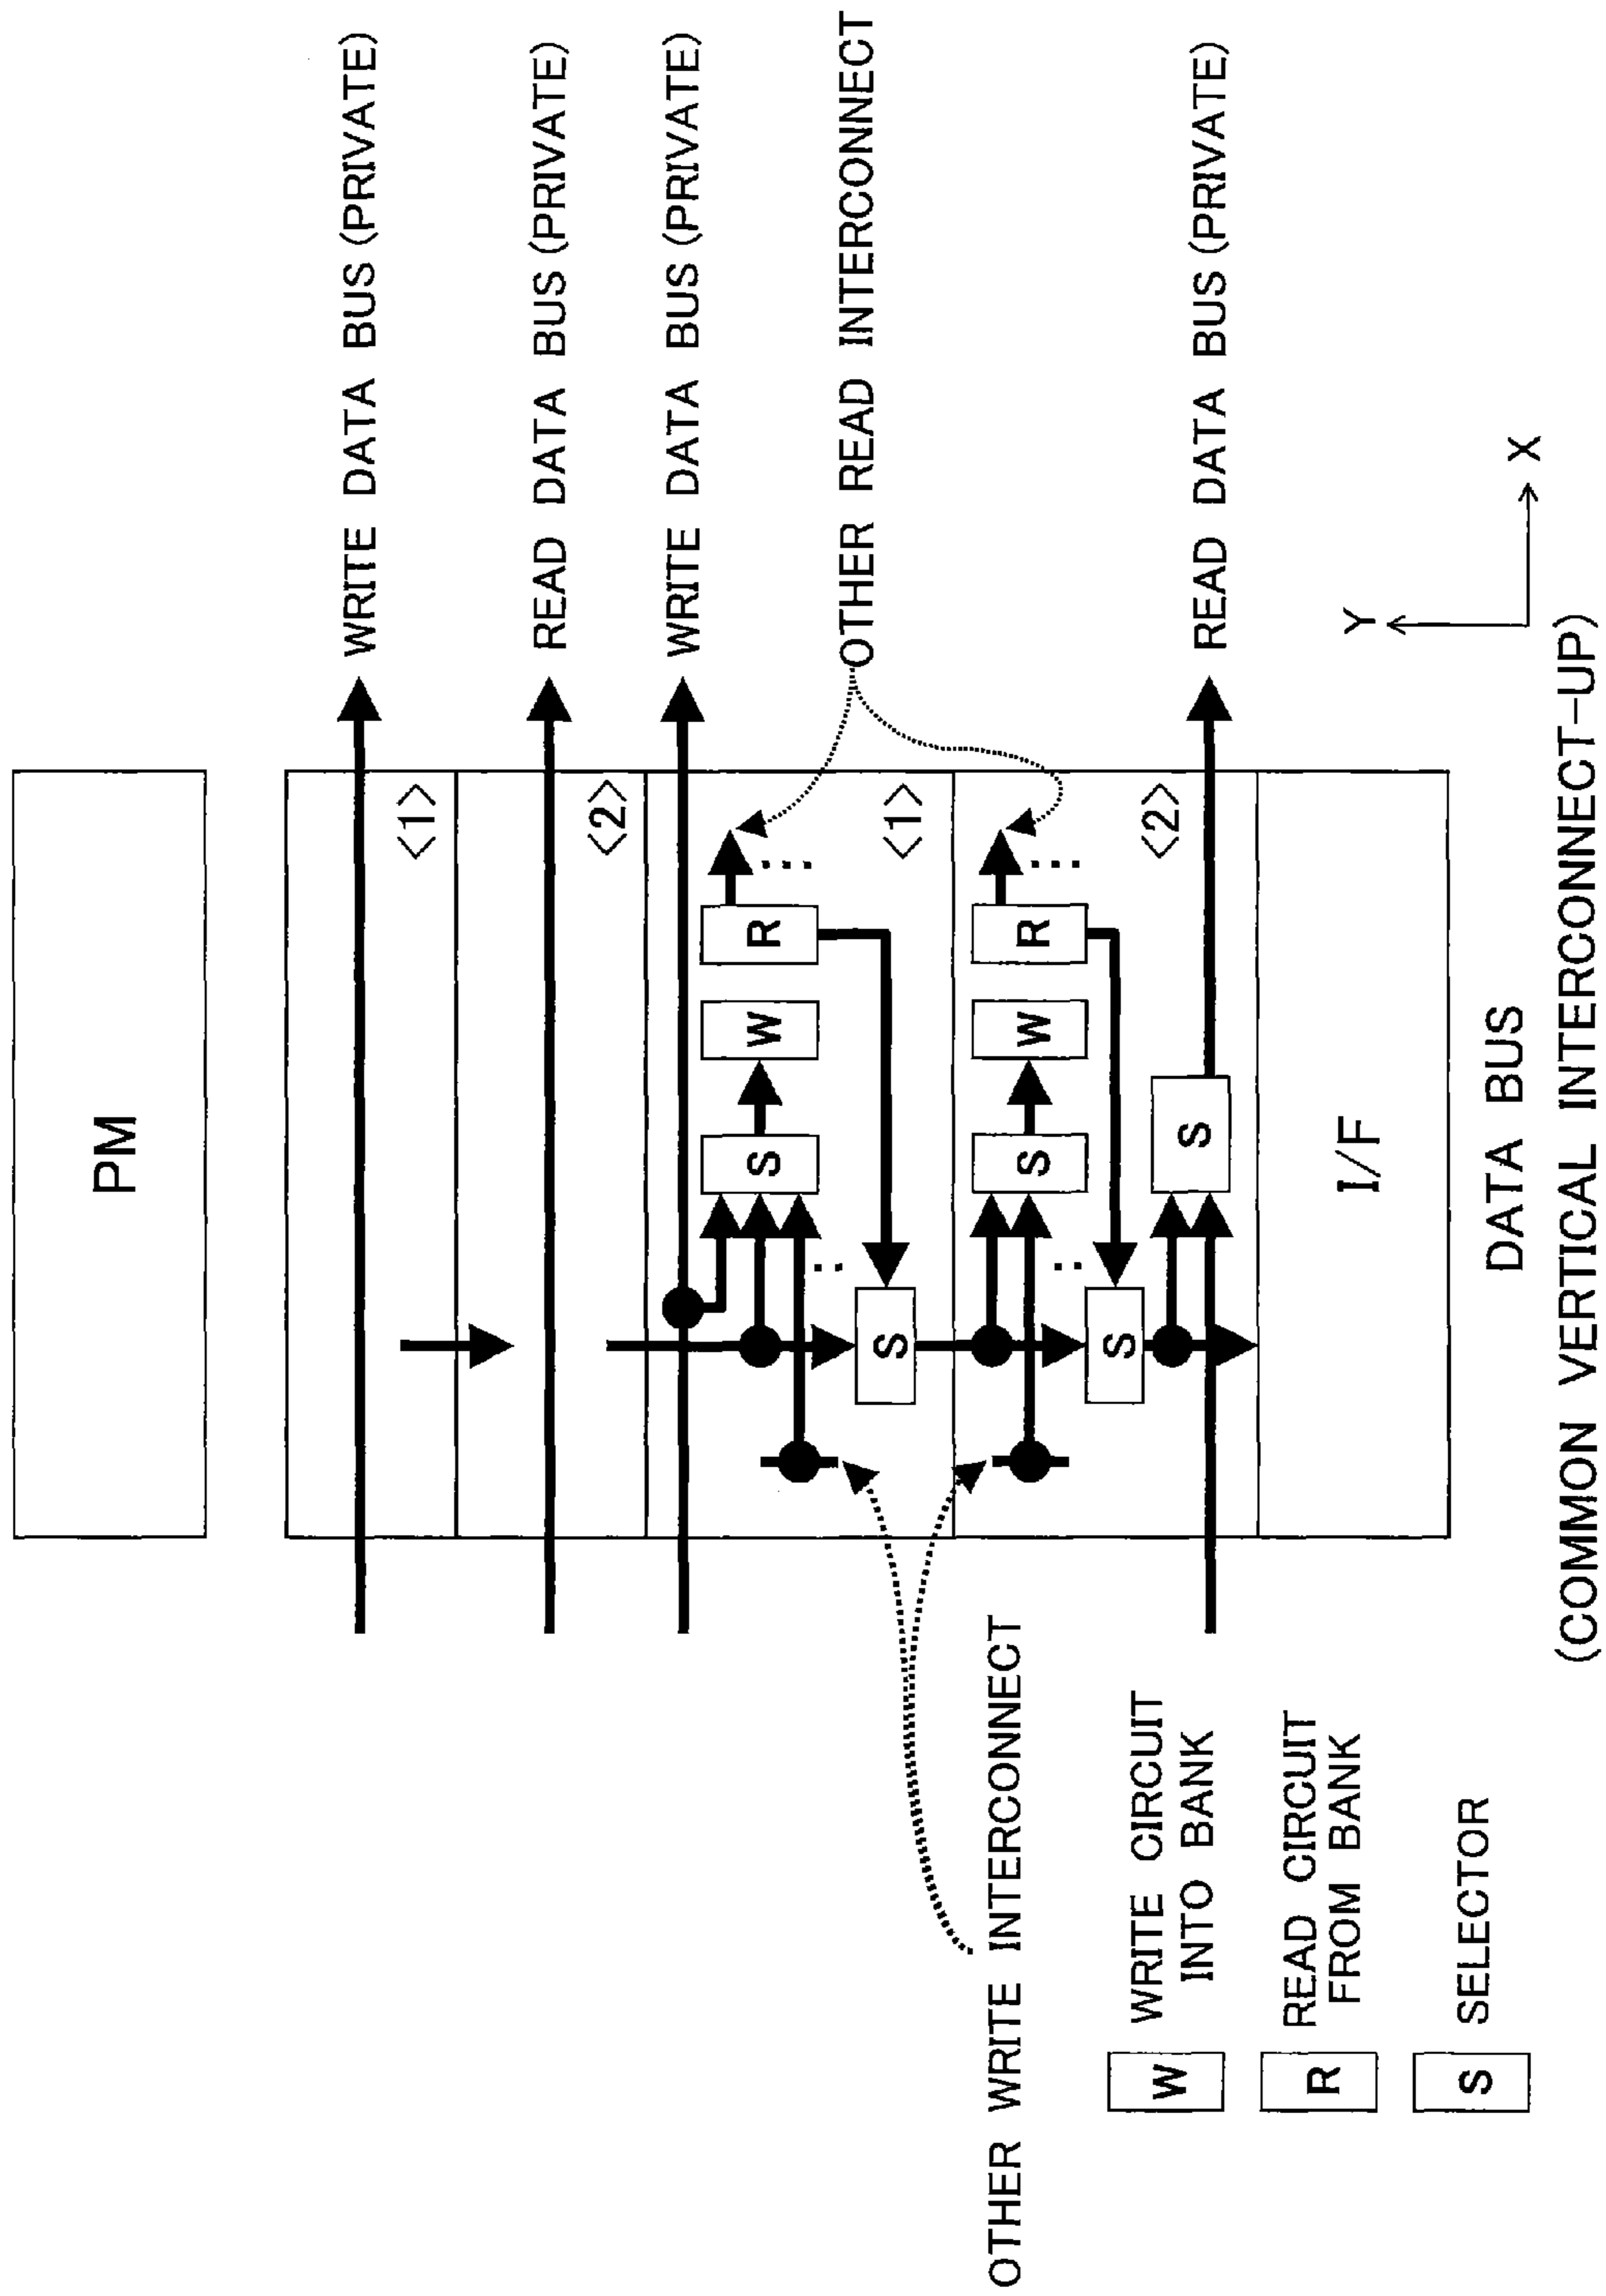 PM
WRITE DATA BUS (PRIVATE)
<1>
READ DATA BUS (PRIVATE)
<2>
WRITE DATA BUS (PRIVATE)
S
W
R
OTHER READ INTERCONNECT
S
<1>
OTHER WRITE INTERCONNECT
S
W
R
S
<2>
S
READ DATA BUS (PRIVATE)
I/F
Y
X
DATA BUS
(COMMON VERTICAL INTERCONNECT-UP)
W
WRITE CIRCUIT
INTO BANK
R
READ CIRCUIT
FROM BANK
S
SELECTOR